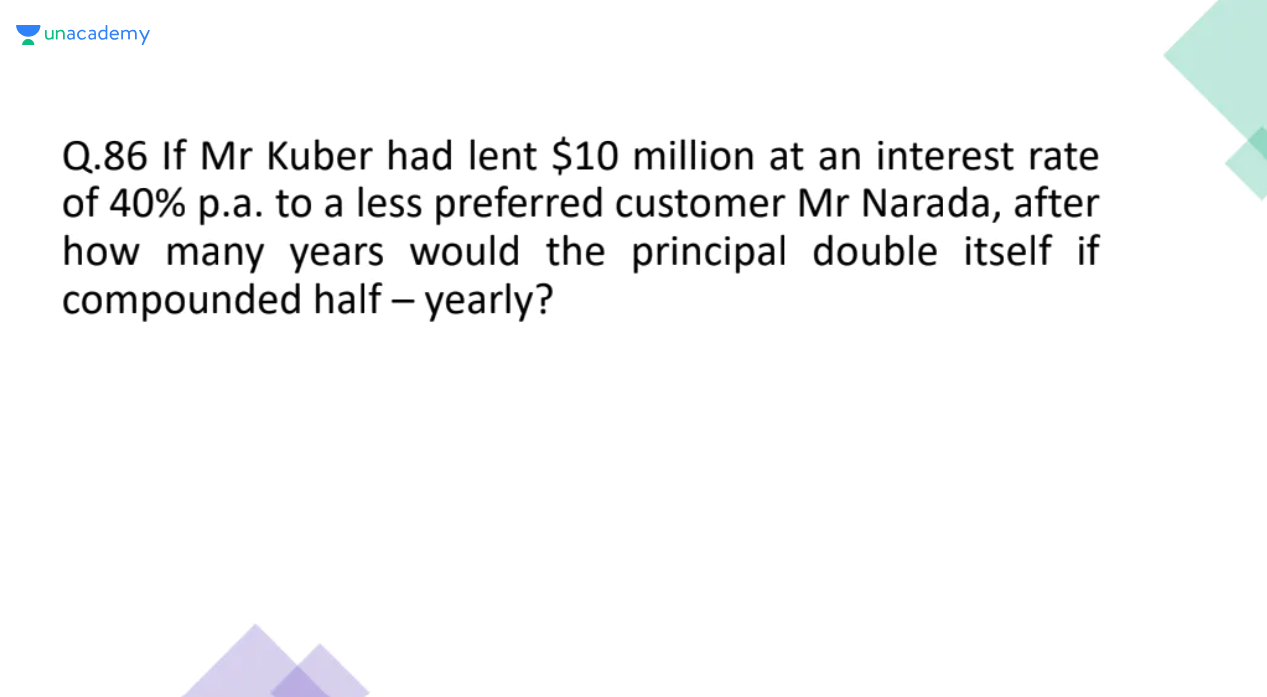 unacademy
Q.86 If Mr Kuber had lent $10 million at an interest rate
of 40% p.a. to a less preferred customer Mr Narada, after
how many years would the principal double itself if
compounded half – yearly?